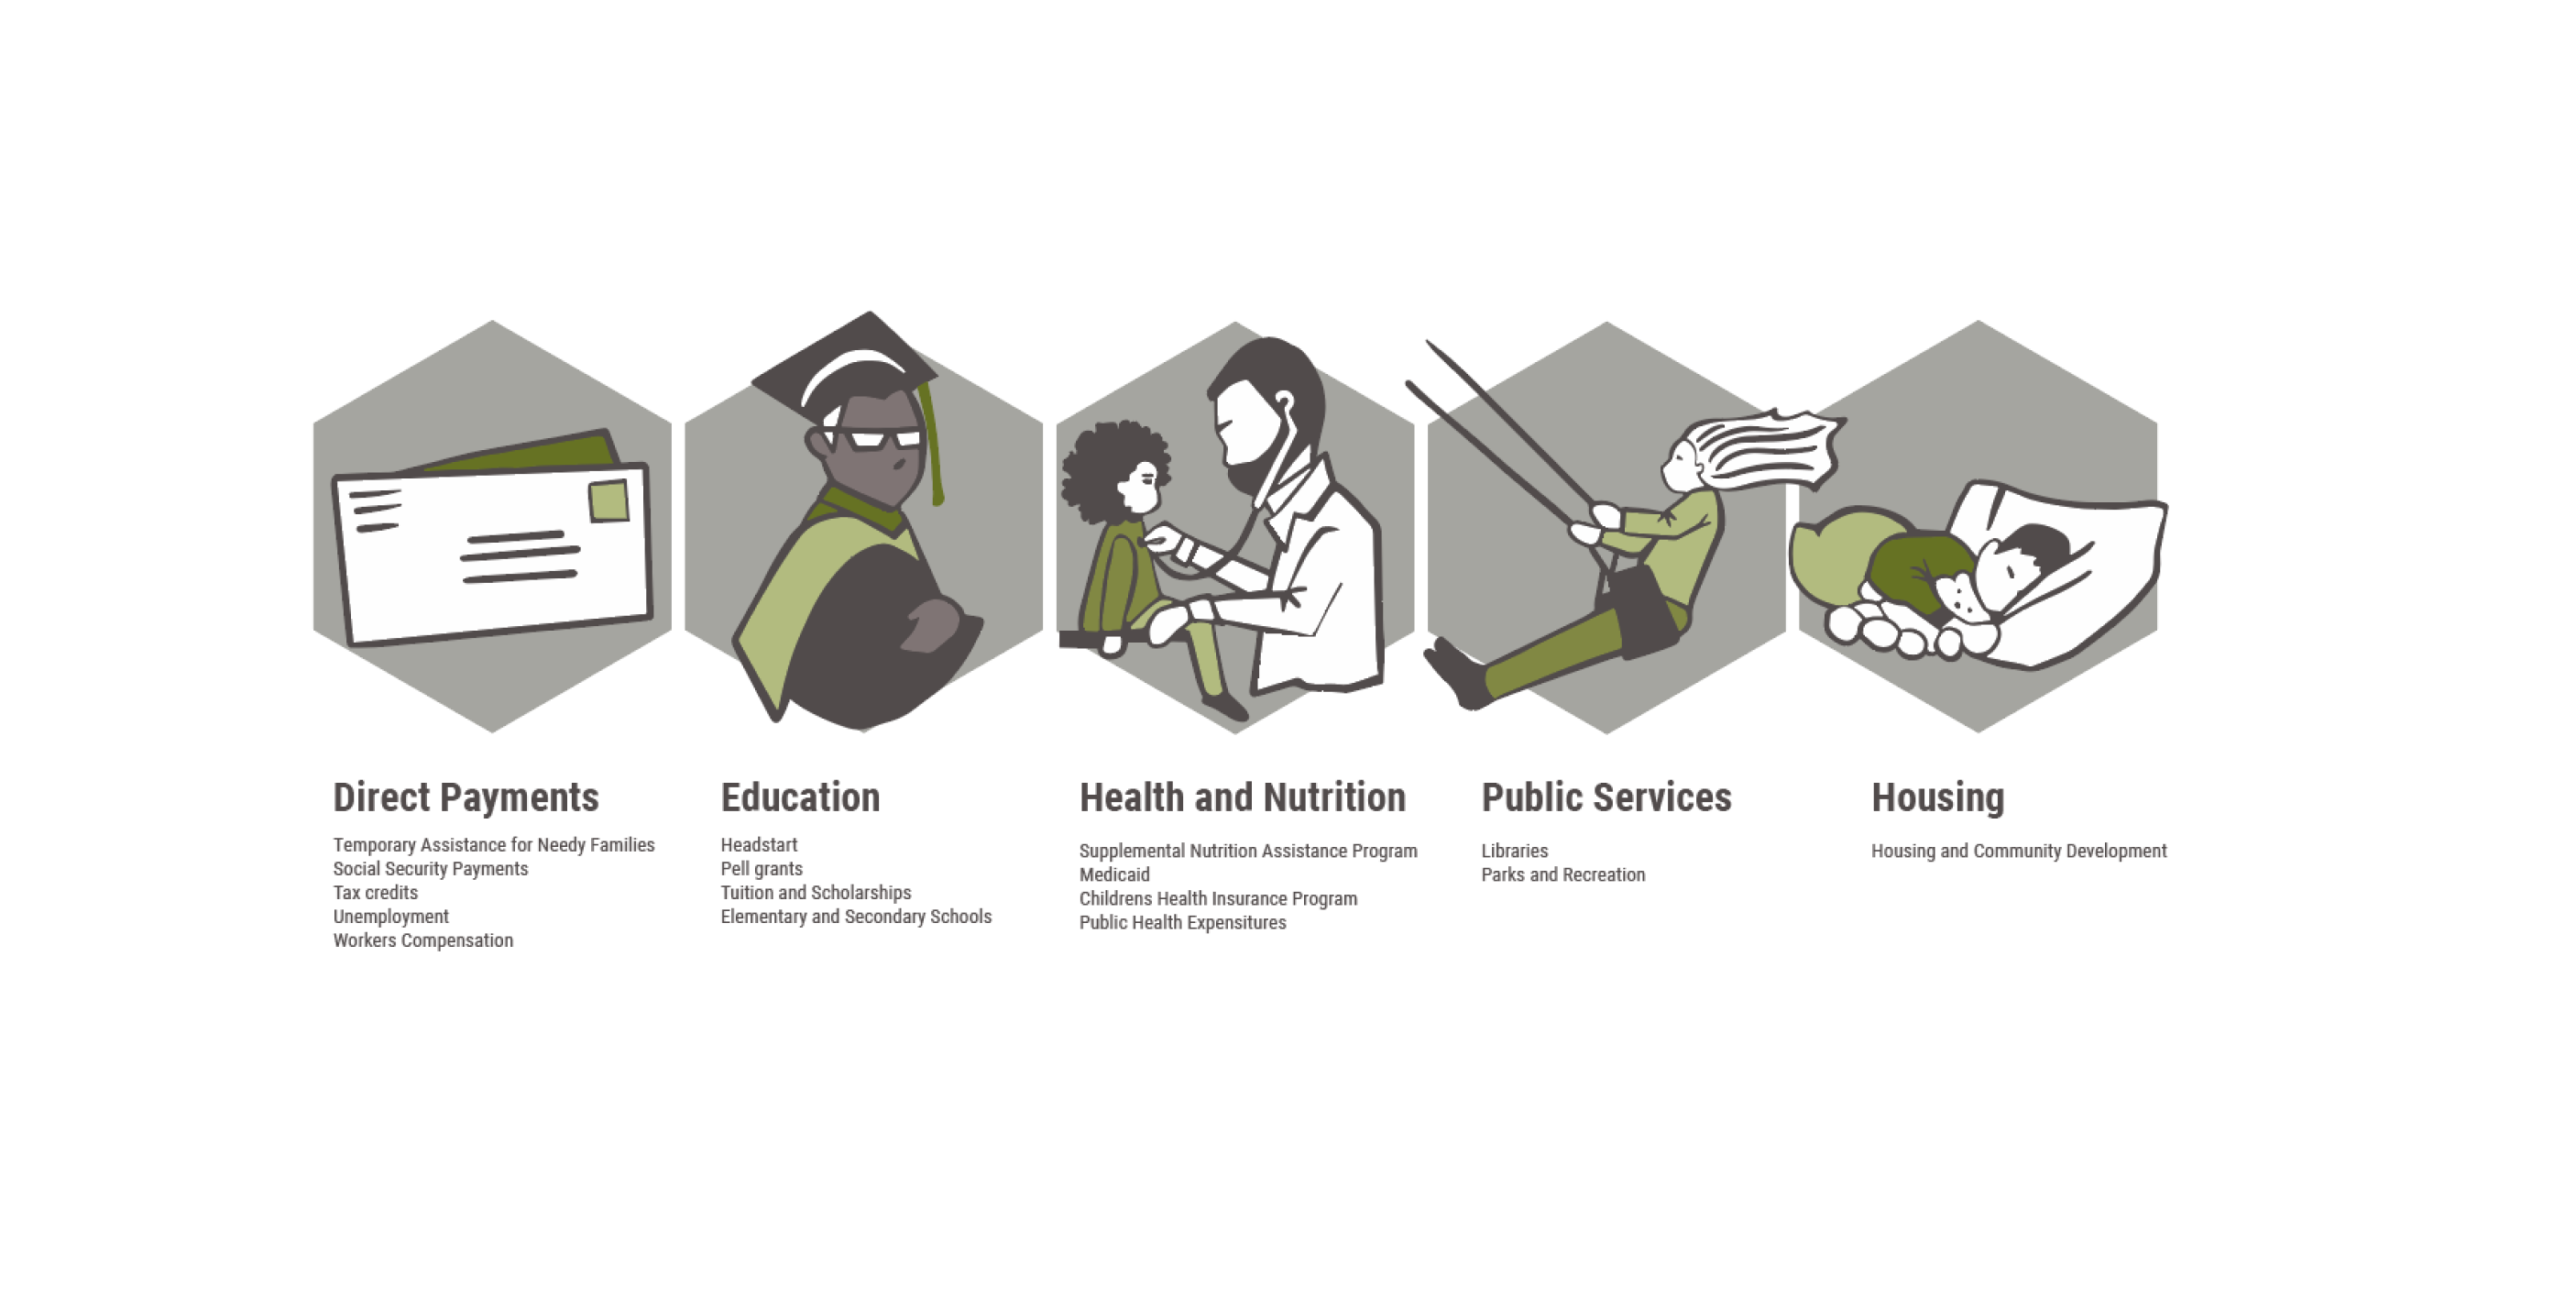 Direct Payments
Temporary Assistance for Needy Families
Social Security Payments
Tax credits
Unemployment
Workers Compensation
Education
Headstart
Pell grants
Tuition and Scholarships
Elementary and Secondary Schools
Health and Nutrition
Supplemental Nutrition Assistance Program
Medicaid
Childrens Health Insurance Program
Public Health Expensitures
Public Services
Libraries
Parks and Recreation
Housing
Housing and Community Development